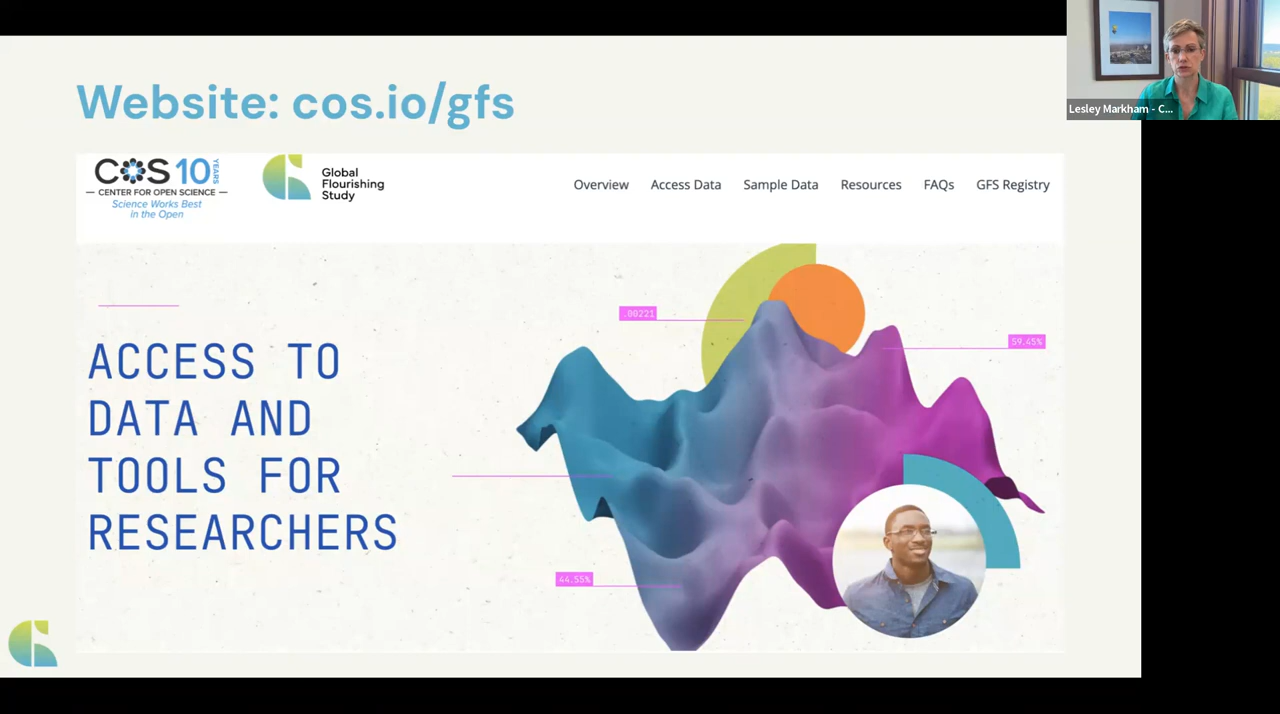 Website: cos.io/gfs
Lesley Markham - C...
COS 10 YEARS
CENTER FOR OPEN SCIENCE
Science Works Best
in the Open
Global
Flourishing
Study
Overview Access Data Sample Data Resources FAQs GFS Registry
.00221
59.45%
ACCESS TO
DATA AND
TOOLS FOR
RESEARCHERS
44.55%